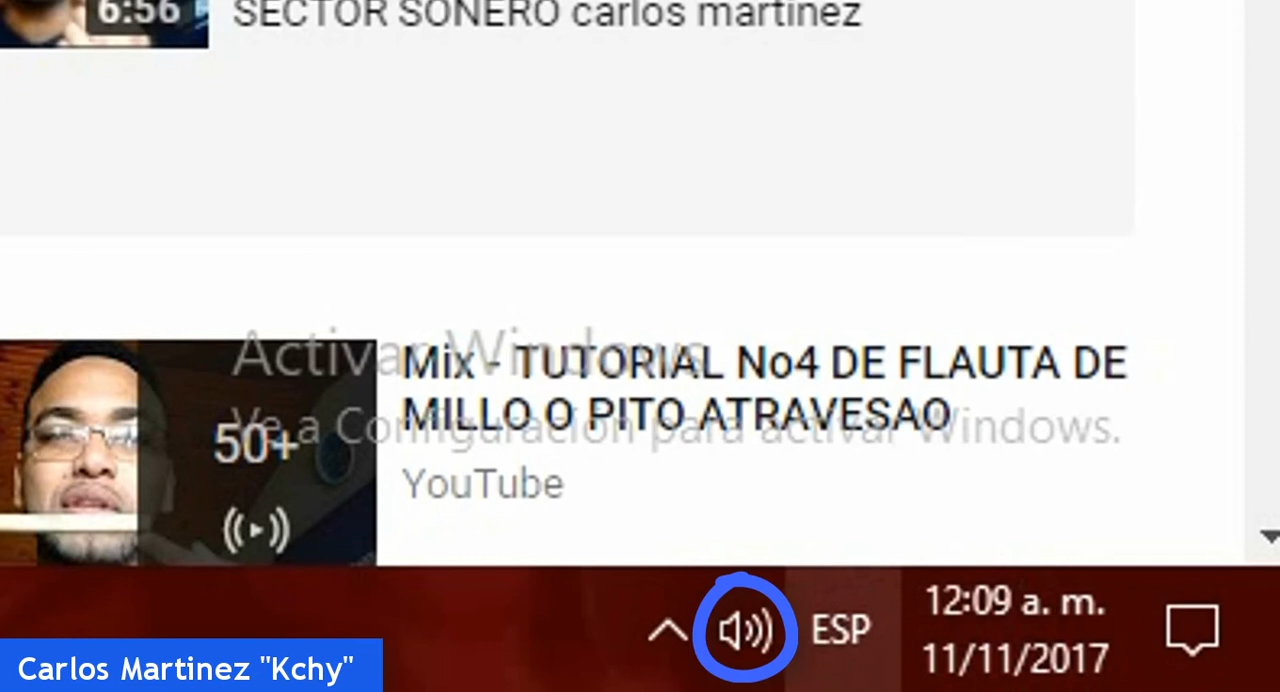 6:56
SECTOR SONERO carlos martinez
Activar Windows
Mix - TUTORIAL No4 DE FLAUTA DE
MILLO O PITO ATRAVESAO
Ve a Configuración para activar Windows.
50+
YouTube
ESP
12:09 a. m.
11/11/2017
Carlos Martinez "Kchy"